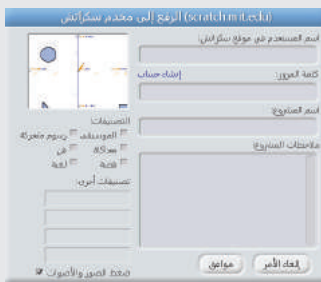 الرفع إلى مخدم سكراتش (scratch.mit.edu)
اسم المستخدم في موقع سكراتش:
كلمة المرور:
إنشاء حساب
اسم المشروع:
ملاحظات المشروع:
التصنيفات:
الموسيقى رسوم متحركة
محاكاة فن
قصة لعبة
تصنيفات أخرى:
ضغط الصور والأصوات
موافق
إلغاء الأمر